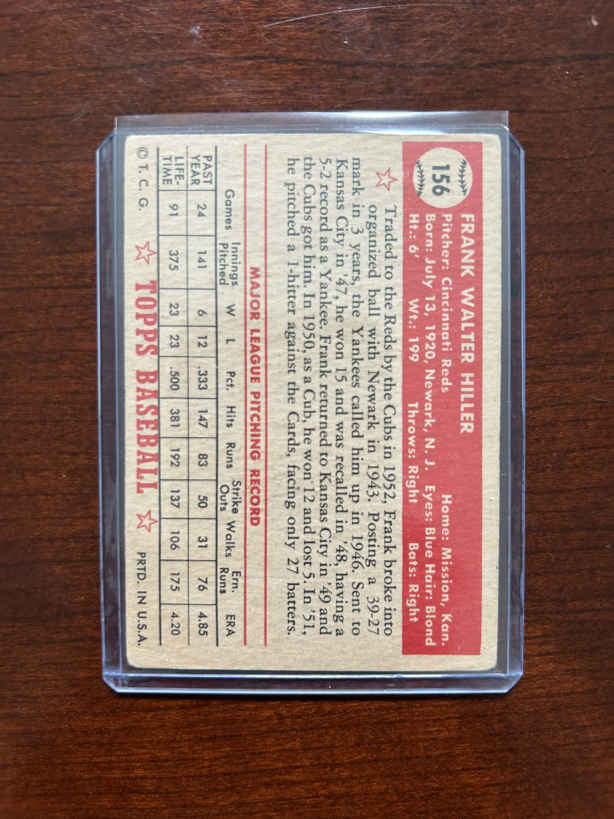 156
FRANK WALTER HILLER
Pitcher: Cincinnati Reds Home: Mission, Kan.
Born: July 13, 1920, Newark, N. J. Eyes: Blue Hair: Blond
Ht.: 6' Wt.: 199 Throws: Right Bats: Right
Traded to the Reds by the Cubs in 1952, Frank broke into
organized ball with Newark in 1943. Posting a 39-27
mark in 3 years, the Yankees called him up in 1946. Sent to
Kansas City in '47, he won 15 and was recalled in '48, having a
5-2 record as a Yankee. Frank returned to Kansas City in '49 and
the Cubs got him. In 1950, as a Cub, he won 12 and lost 5. In '51,
he pitched a 1-hitter against the Cards, facing only 27 batters.
MAJOR LEAGUE PITCHING RECORD
Games Innings Pitched W L Pct. Hits Runs Strike Outs Walks Ern. Runs ERA
PAST YEAR 24 141 6 12 .333 147 83 50 31 76 4.85
LIFE-TIME 91 375 23 23 .500 381 192 137 106 175 4.20
© T. C. G. TOPPS BASEBALL PRTD. IN U.S.A.